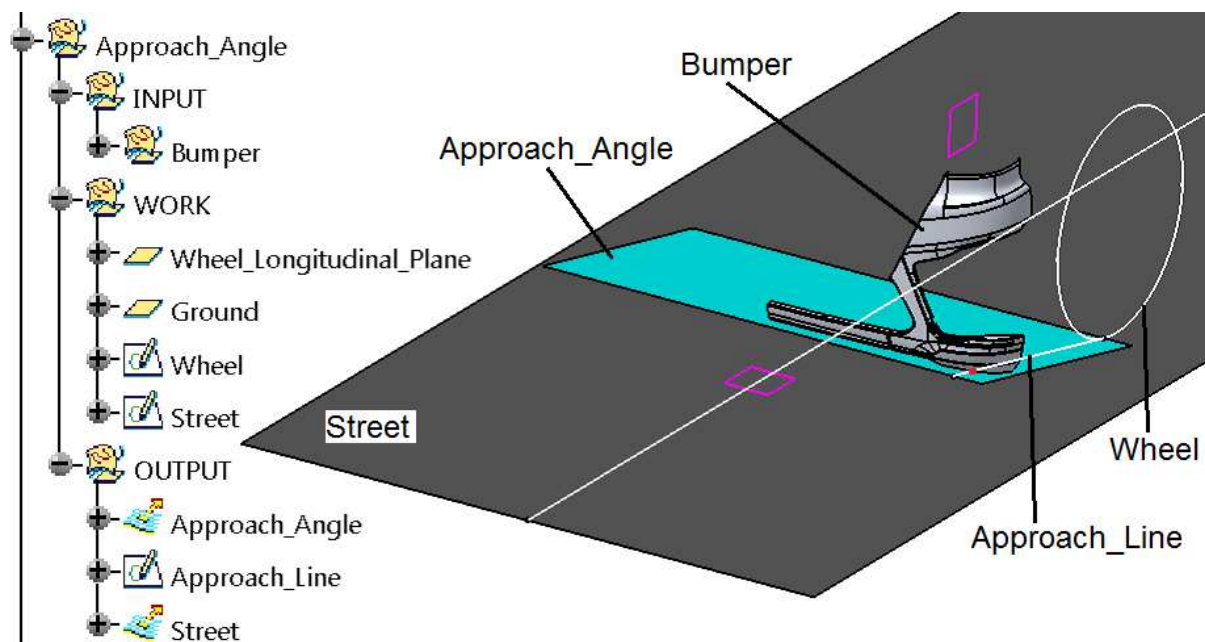 Approach_Angle
INPUT
Bumper
WORK
Wheel_Longitudinal_Plane
Ground
Wheel
Street
OUTPUT
Approach_Angle
Approach_Line
Street
Bumper
Approach_Angle
Street
Wheel
Approach_Line